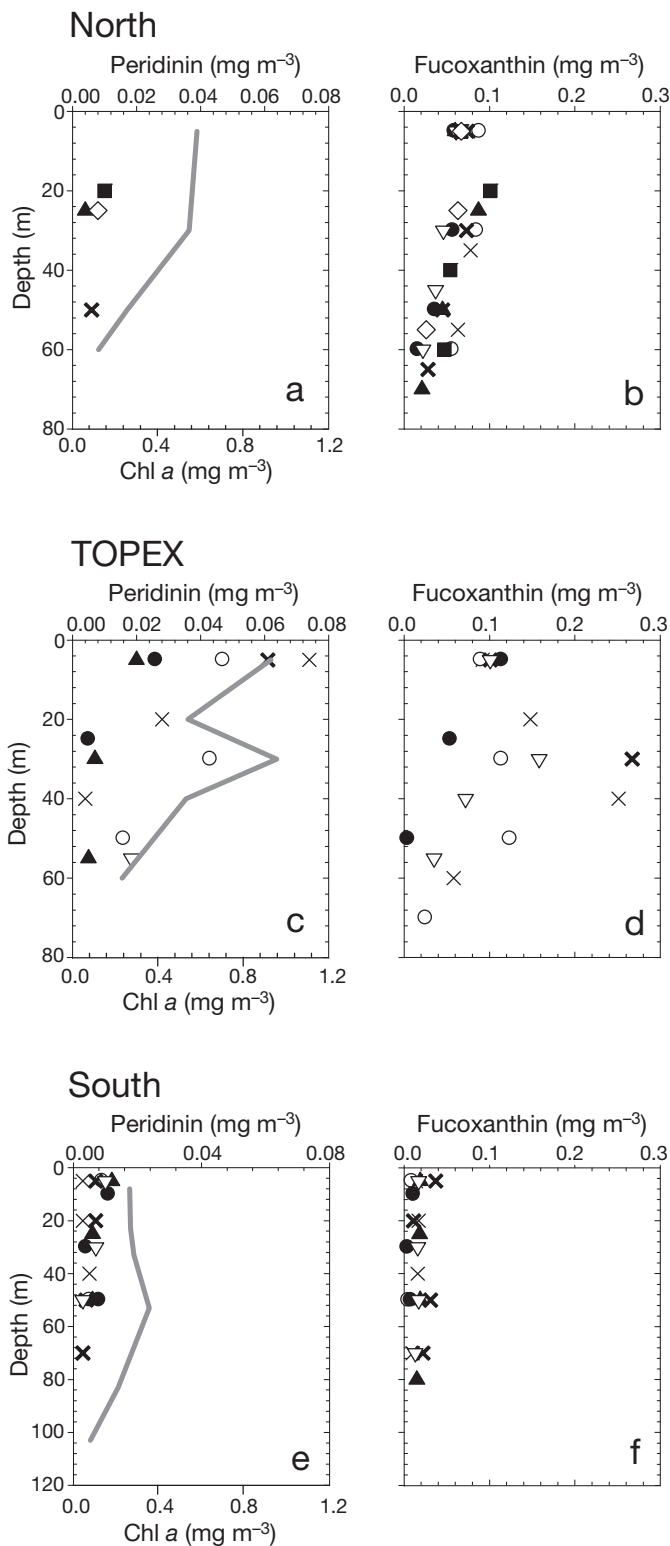 North
Peridinin (mg m⁻³) Fucoxanthin (mg m⁻³)
0.00 0.02 0.04 0.06 0.08 0.0 0.1 0.2 0.3
0
20
40
60
80
Depth (m)
a b
0.0 0.4 0.8 1.2
Chl a (mg m⁻³)
TOPEX
Peridinin (mg m⁻³) Fucoxanthin (mg m⁻³)
0.00 0.02 0.04 0.06 0.08 0.0 0.1 0.2 0.3
0
20
40
60
80
Depth (m)
c d
0.0 0.4 0.8 1.2
Chl a (mg m⁻³)
South
Peridinin (mg m⁻³) Fucoxanthin (mg m⁻³)
0.00 0.04 0.08 0.0 0.1 0.2 0.3
0
20
40
60
80
100
120
Depth (m)
e f
0.0 0.4 0.8 1.2
Chl a (mg m⁻³)